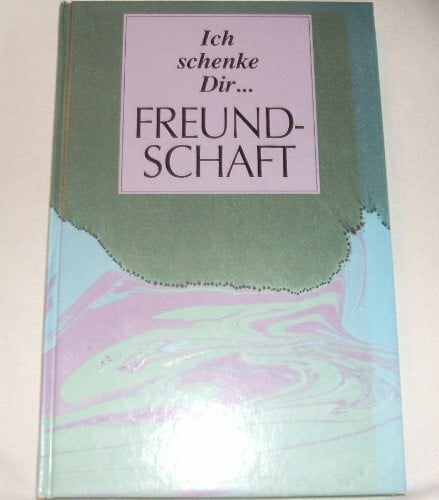 Ich
schenke
Dir...
FREUND-
SCHAFT